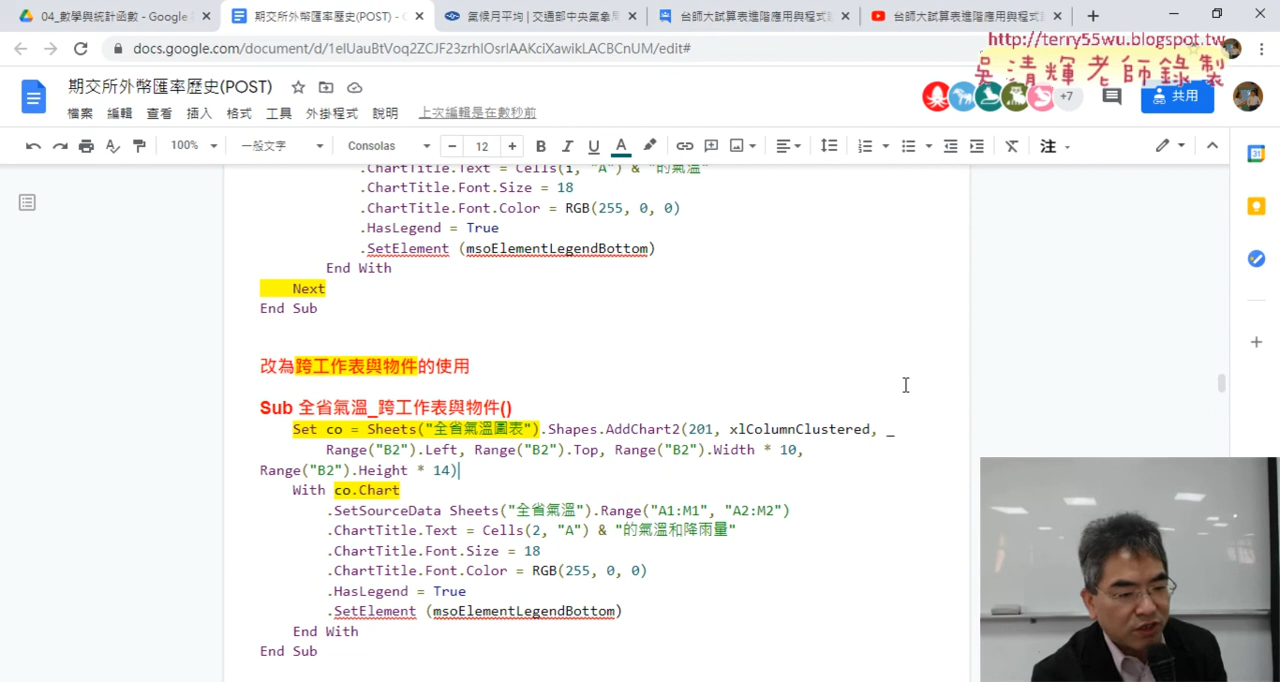 04_數學與統計函數 - Google
期交所外幣匯率歷史(POST) - G
氣候月平均 | 交通部中央氣象局
台師大試算表進階應用與程式設
台師大試算表進階應用與程式設
docs.google.com/document/d/1elUauBtVoq2ZCJF23zrhlOsrlAAKciXawikLACBCnUM/edit#
http://terry55wu.blogspot.tw
吳清輝老師錄製
期交所外幣匯率歷史(POST)
+7
共用
檔案 編輯 查看 插入 格式 工具 外掛程式 說明 上次編輯是在數秒前
100% 一般文字 Consolas 12 B I U A 注
31
.ChartTitle.Text = Cells(i, "A") & "的氣溫"
.ChartTitle.Font.Size = 18
.ChartTitle.Font.Color = RGB(255, 0, 0)
.HasLegend = True
.SetElement (msoElementLegendBottom)
End With
Next
End Sub
改為跨工作表與物件的使用
Sub 全省氣溫_跨工作表與物件()
Set co = Sheets("全省氣溫圖表").Shapes.AddChart2(201, xlColumnClustered, _
Range("B2").Left, Range("B2").Top, Range("B2").Width * 10,
Range("B2").Height * 14)
With co.Chart
.SetSourceData Sheets("全省氣溫").Range("A1:M1", "A2:M2")
.ChartTitle.Text = Cells(2, "A") & "的氣溫和降雨量"
.ChartTitle.Font.Size = 18
.ChartTitle.Font.Color = RGB(255, 0, 0)
.HasLegend = True
.SetElement (msoElementLegendBottom)
End With
End Sub